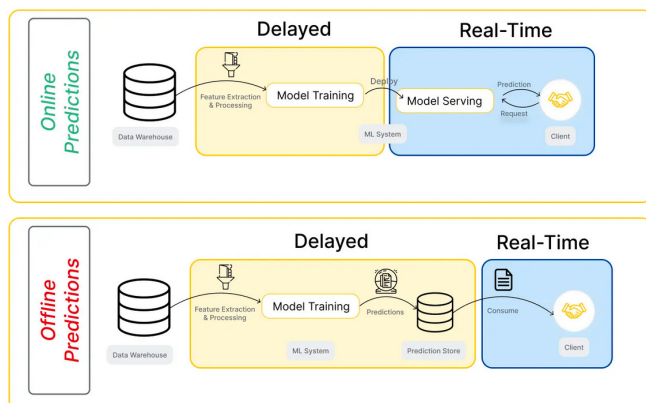 Delayed
Real-Time
Online
Predictions
Data Warehouse
Feature Extraction
& Processing
Model Training
Deploy
ML System
Model Serving
Prediction
Request
Client
Delayed
Real-Time
Offline
Predictions
Data Warehouse
Feature Extraction
& Processing
Model Training
ML System
Predictions
Prediction Store
Consume
Client